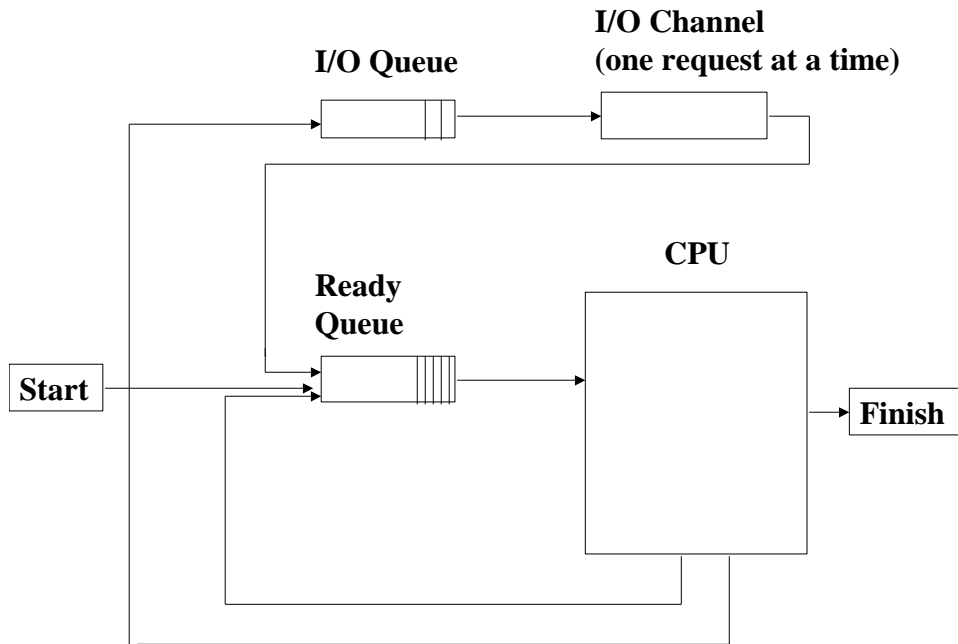 I/O Channel
(one request at a time)
I/O Queue
CPU
Ready
Queue
Start
Finish